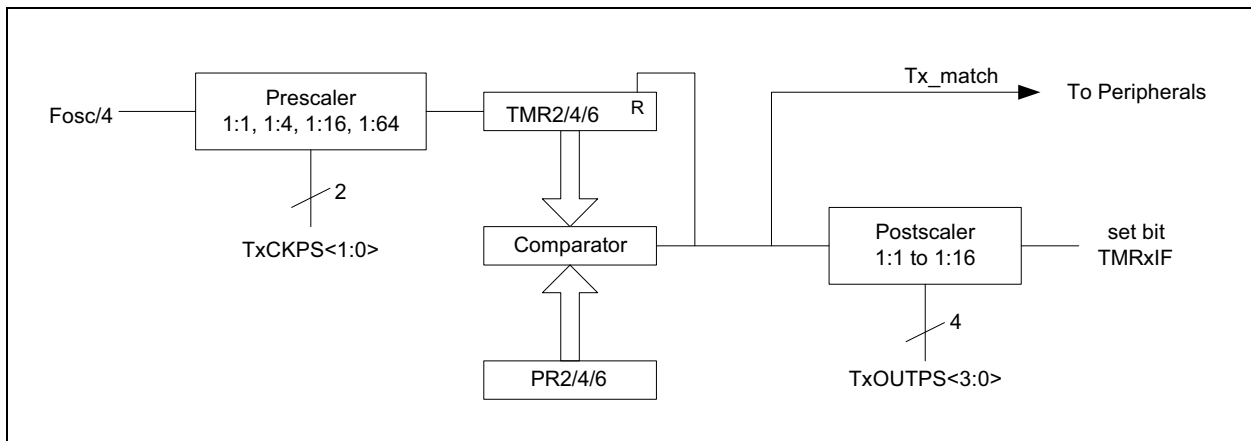 Fosc/4
Prescaler
1:1, 1:4, 1:16, 1:64
2
TxCKPS<1:0>
TMR2/4/6
R
Comparator
PR2/4/6
Tx_match
To Peripherals
Postscaler
1:1 to 1:16
4
TxOUTPS<3:0>
set bit
TMRxIF